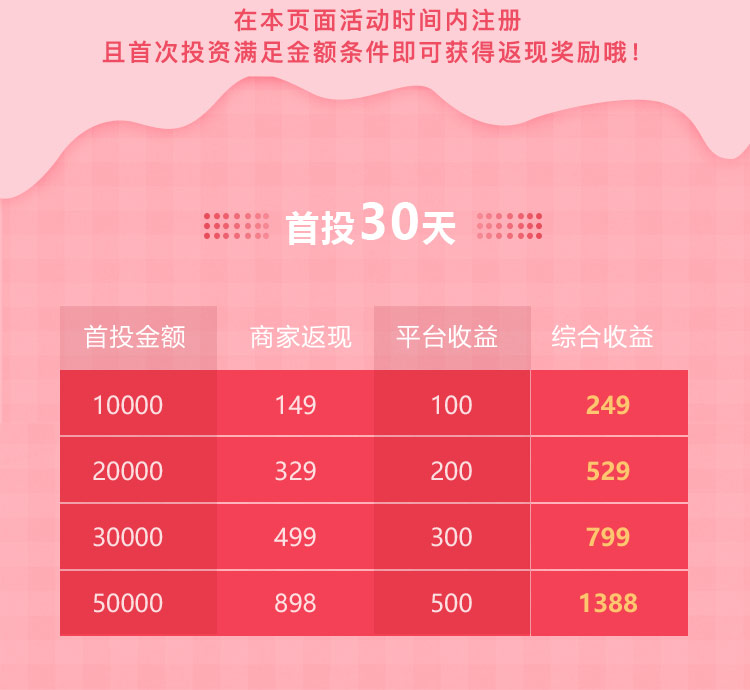 在本页面活动时间内注册
且首次投资满足金额条件即可获得返现奖励哦!
首投30天
首投金额 商家返现 平台收益 综合收益
10000 149 100 249
20000 329 200 529
30000 499 300 799
50000 898 500 1388